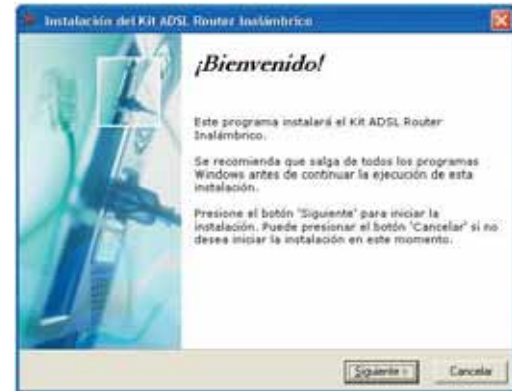 Instalación del Kit ADSL Router Inalámbrico
¡Bienvenido!
Este programa instalará el Kit ADSL Router
Inalámbrico.
Se recomienda que salga de todos los programas
Windows antes de continuar la ejecución de esta
instalación.
Presione el botón 'Siguiente' para iniciar la
instalación. Puede presionar el botón 'Cancelar' si no
desea iniciar la instalación en este momento.
Siguiente >
Cancelar